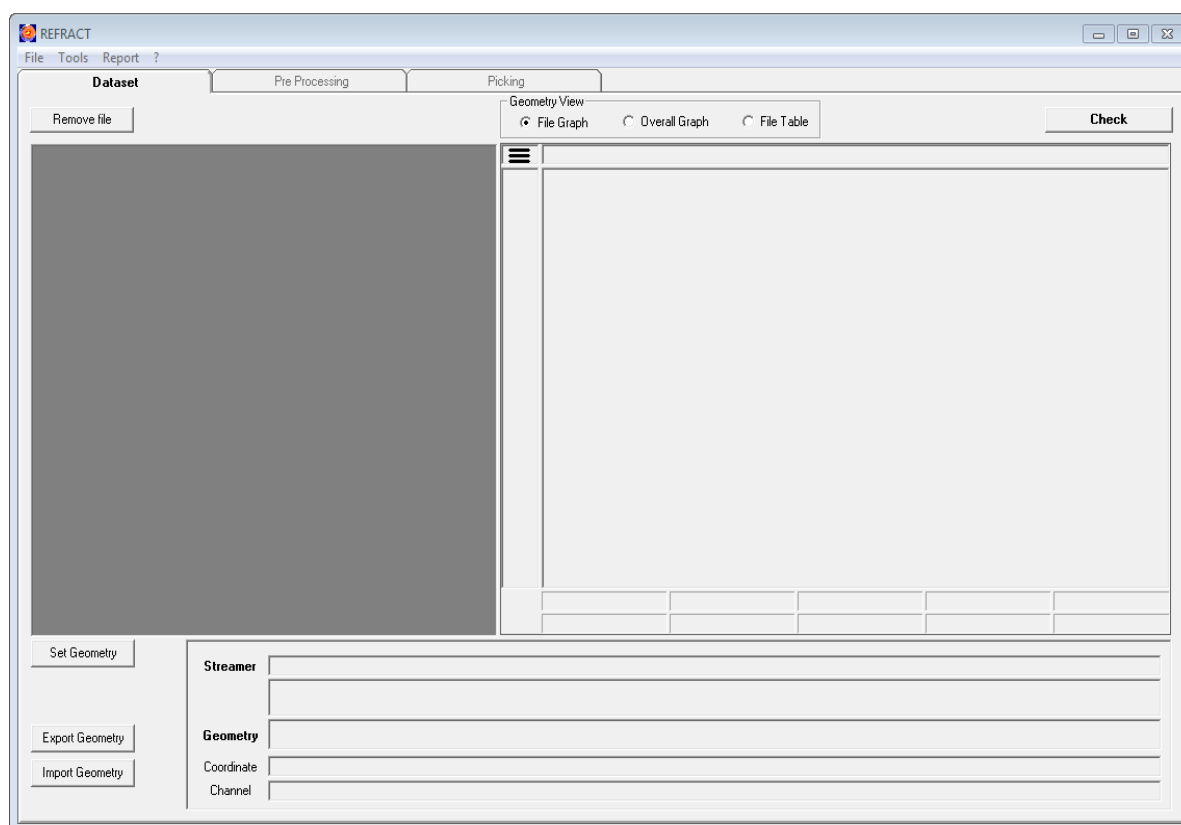 REFRACT
File Tools Report ?
Dataset Pre Processing Picking
Remove file
Geometry View
File Graph Overall Graph File Table
Check
Set Geometry
Streamer
Export Geometry
Geometry
Import Geometry
Coordinate
Channel